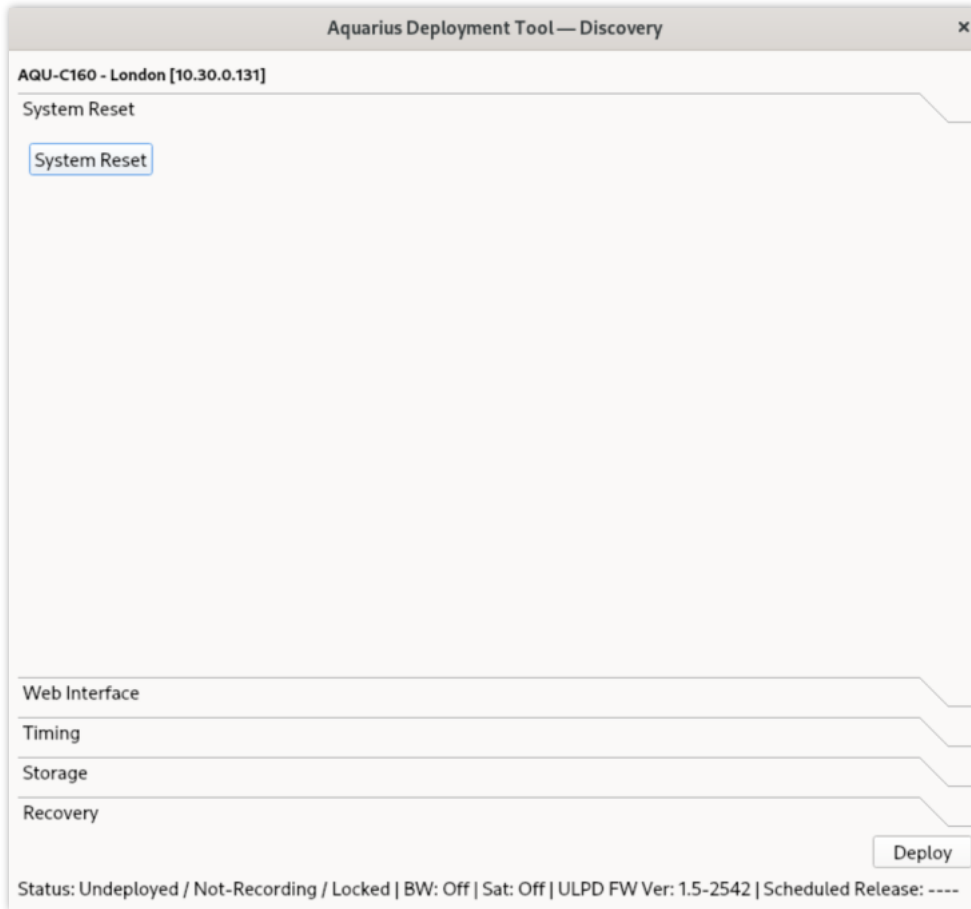 Aquarius Deployment Tool — Discovery ×
AQU-C160 - London [10.30.0.131]
System Reset
System Reset
Web Interface
Timing
Storage
Recovery
Deploy
Status: Undeployed / Not-Recording / Locked | BW: Off | Sat: Off | ULPD FW Ver: 1.5-2542 | Scheduled Release: ----